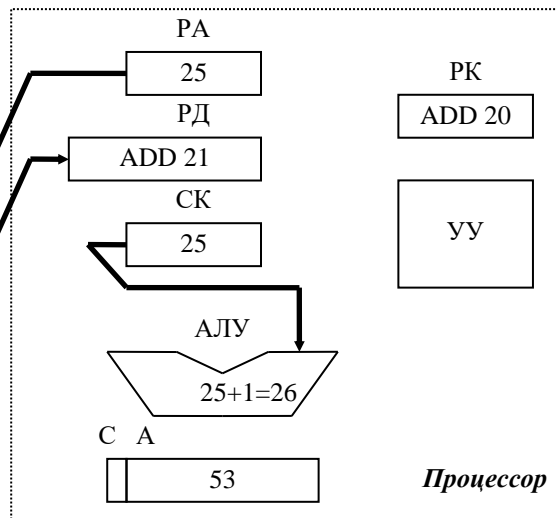 РА
25
РК
ADD 20
РД
ADD 21
СК
25
УУ
АЛУ
25+1=26
С А
53
Процессор